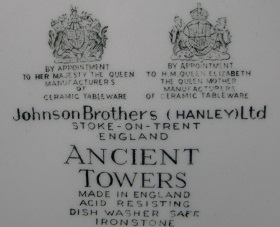 BY APPOINTMENT
TO HER MAJESTY THE QUEEN
MANUFACTURERS
OF
CERAMIC TABLEWARE
BY APPOINTMENT
TO H.M. QUEEN ELIZABETH
THE QUEEN MOTHER
MANUFACTURERS
OF CERAMIC TABLEWARE
Johnson Brothers (HANLEY) Ltd
STOKE-ON-TRENT
ENGLAND
ANCIENT
TOWERS
MADE IN ENGLAND
ACID RESISTING
DISH WASHER SAFE
IRONSTONE